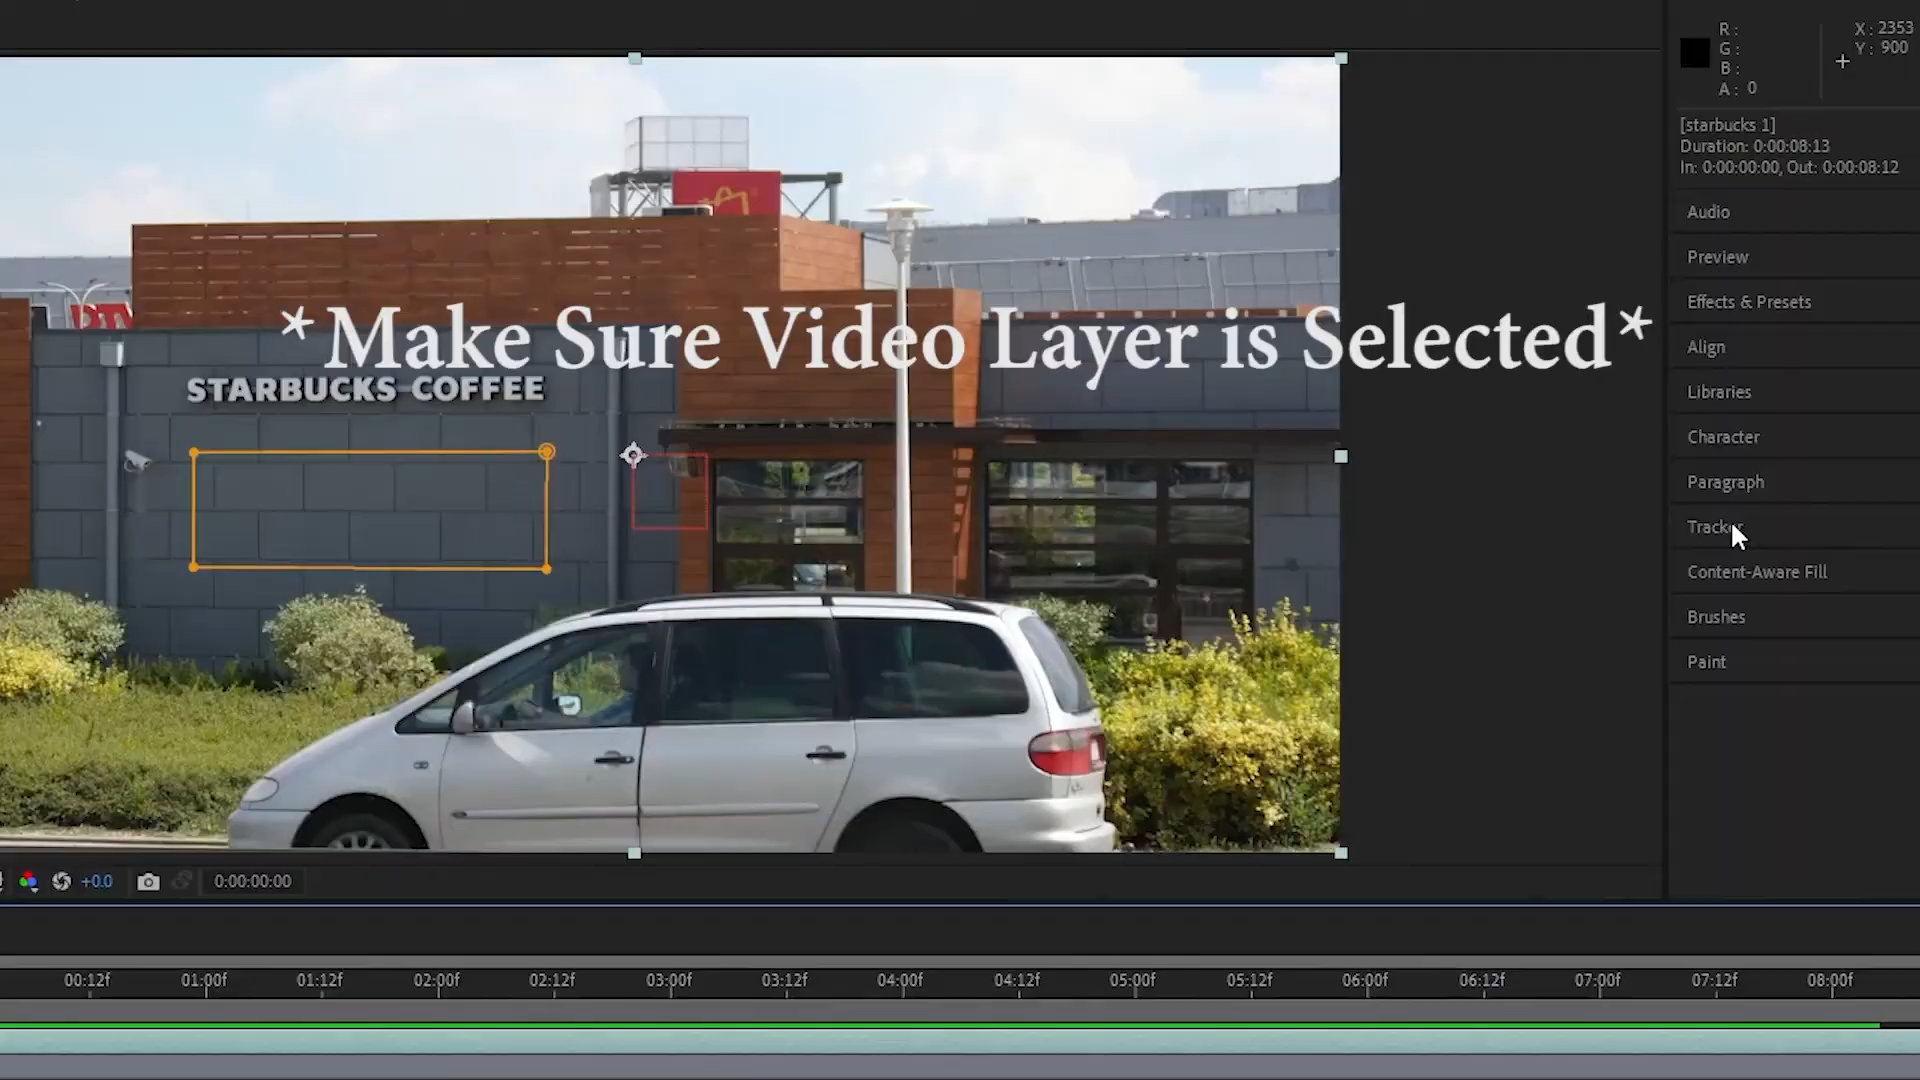 R :
X : 2353
G :
Y : 900
B :
A : 0
[starbucks 1]
Duration: 0:00:08:13
In: 0:00:00:00, Out: 0:00:08:12
Audio
Preview
Effects & Presets
*Make Sure Video Layer is Selected*
Align
STARBUCKS COFFEE
Libraries
Character
Paragraph
Tracker
Content-Aware Fill
Brushes
Paint
+0.0
0:00:00:00
00:12f 01:00f 01:12f 02:00f 02:12f 03:00f 03:12f 04:00f 04:12f 05:00f 05:12f 06:00f 06:12f 07:00f 07:12f 08:00f